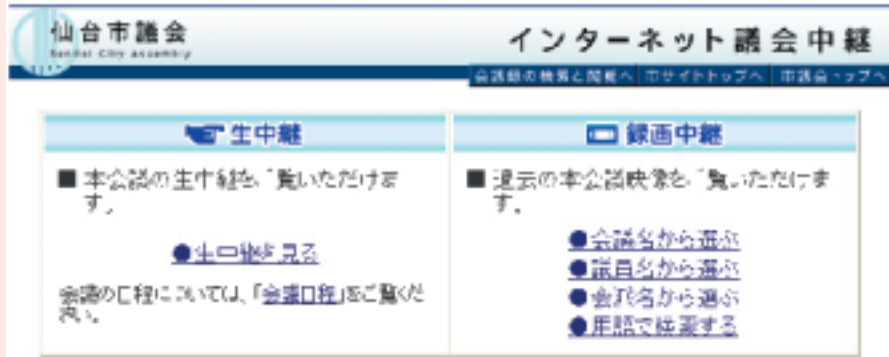 仙台市議会
Sendai City Assembly
インターネット議会中継
会議録の検索と閲覧へ 市サイトトップへ 市議会トップへ
生中継
録画中継
■ 本会議の生中継をご覧いただけま
す。
●生中継を見る
会議の日程については、「会議日程」をご覧くだ
さい。
■ 過去の本会議映像をご覧いただけま
す。
●会議名から選ぶ
●議員名から選ぶ
●会派名から選ぶ
●用語で検索する